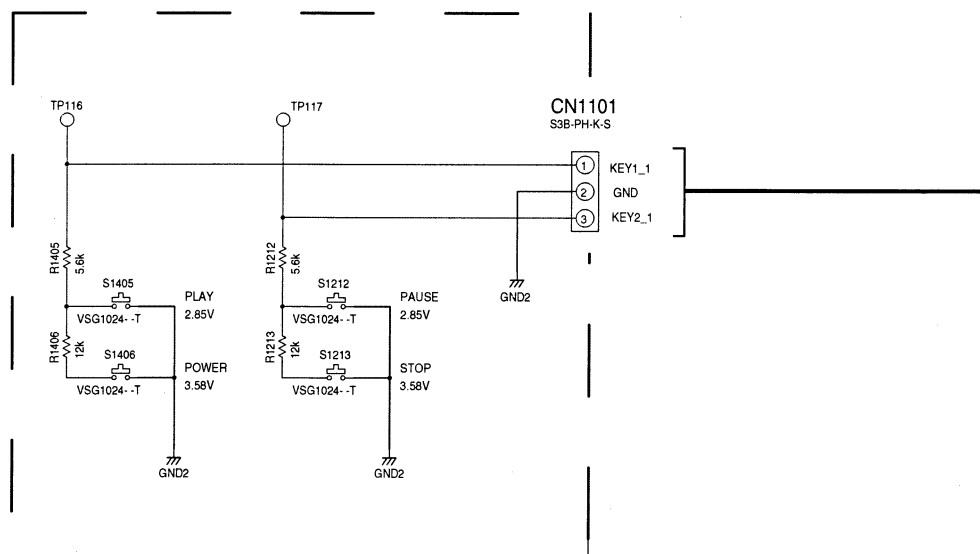 TP116
TP117
CN1101
S3B-PH-K-S
1
KEY1_1
2
GND
3
KEY2_1
R1405
5.6k
R1212
5.6k
S1405
PLAY
2.85V
VSG1024- -T
S1212
PAUSE
2.85V
VSG1024- -T
GND2
R1406
12k
S1406
POWER
3.58V
VSG1024- -T
R1213
12k
S1213
STOP
3.58V
VSG1024- -T
GND2
GND2